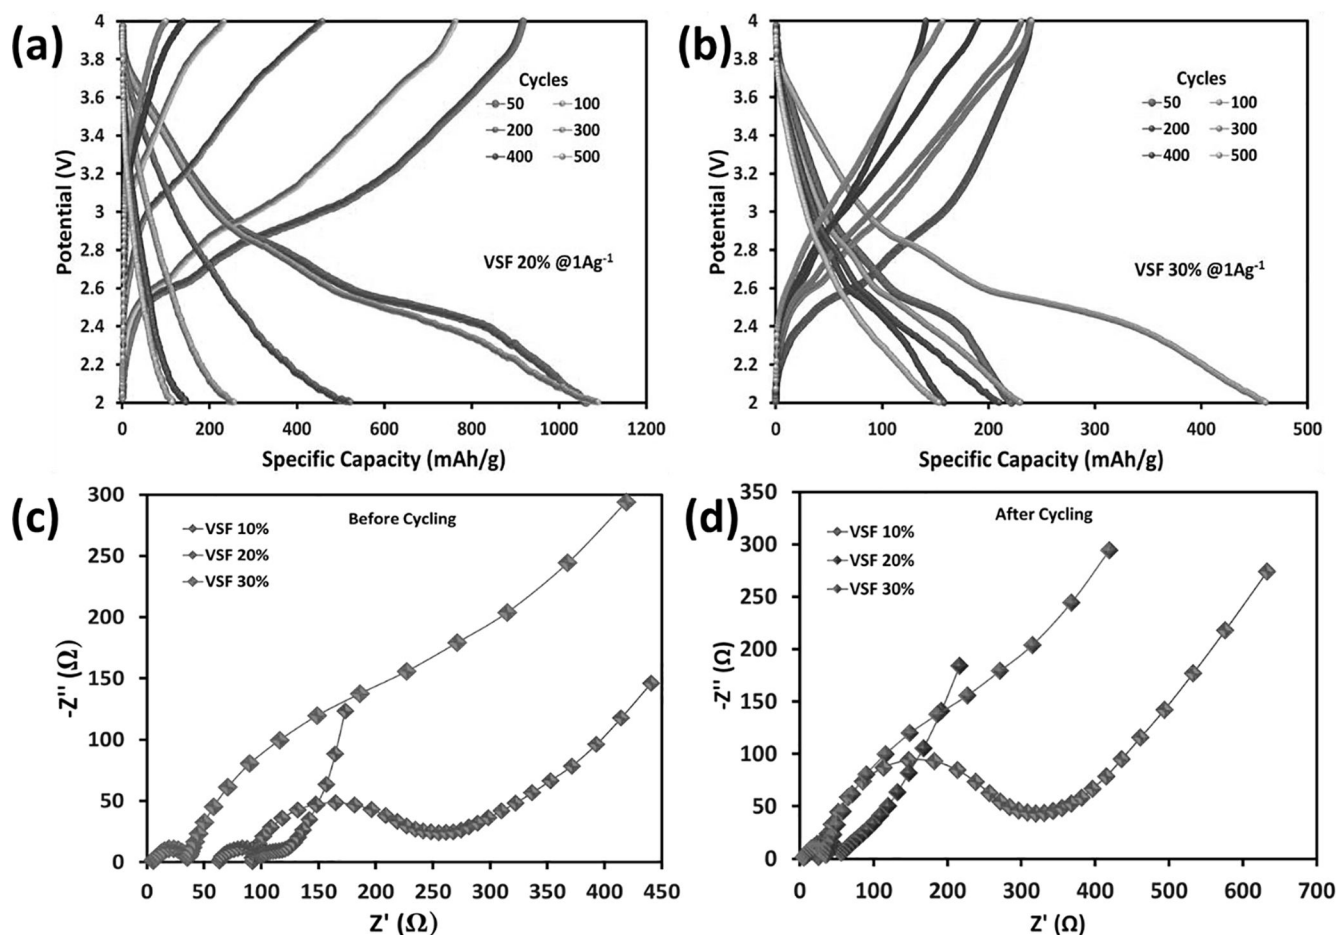 (a)
4
3.8
3.6
3.4
3.2
3
2.8
2.6
2.4
2.2
2
Potential (V)
Cycles
50 100
200 300
400 500
VSF 20% @1Ag⁻¹
0 200 400 600 800 1000 1200
Specific Capacity (mAh/g)
(b)
4
3.8
3.6
3.4
3.2
3
2.8
2.6
2.4
2.2
2
Potential (V)
Cycles
50 100
200 300
400 500
VSF 30% @1Ag⁻¹
0 100 200 300 400 500
Specific Capacity (mAh/g)
(c)
300
250
200
150
100
50
0
-Z'' (Ω)
VSF 10%
VSF 20%
VSF 30%
Before Cycling
0 50 100 150 200 250 300 350 400 450
Z' (Ω)
(d)
350
300
250
200
150
100
50
0
-Z'' (Ω)
VSF 10%
VSF 20%
VSF 30%
After Cycling
0 100 200 300 400 500 600 700
Z' (Ω)